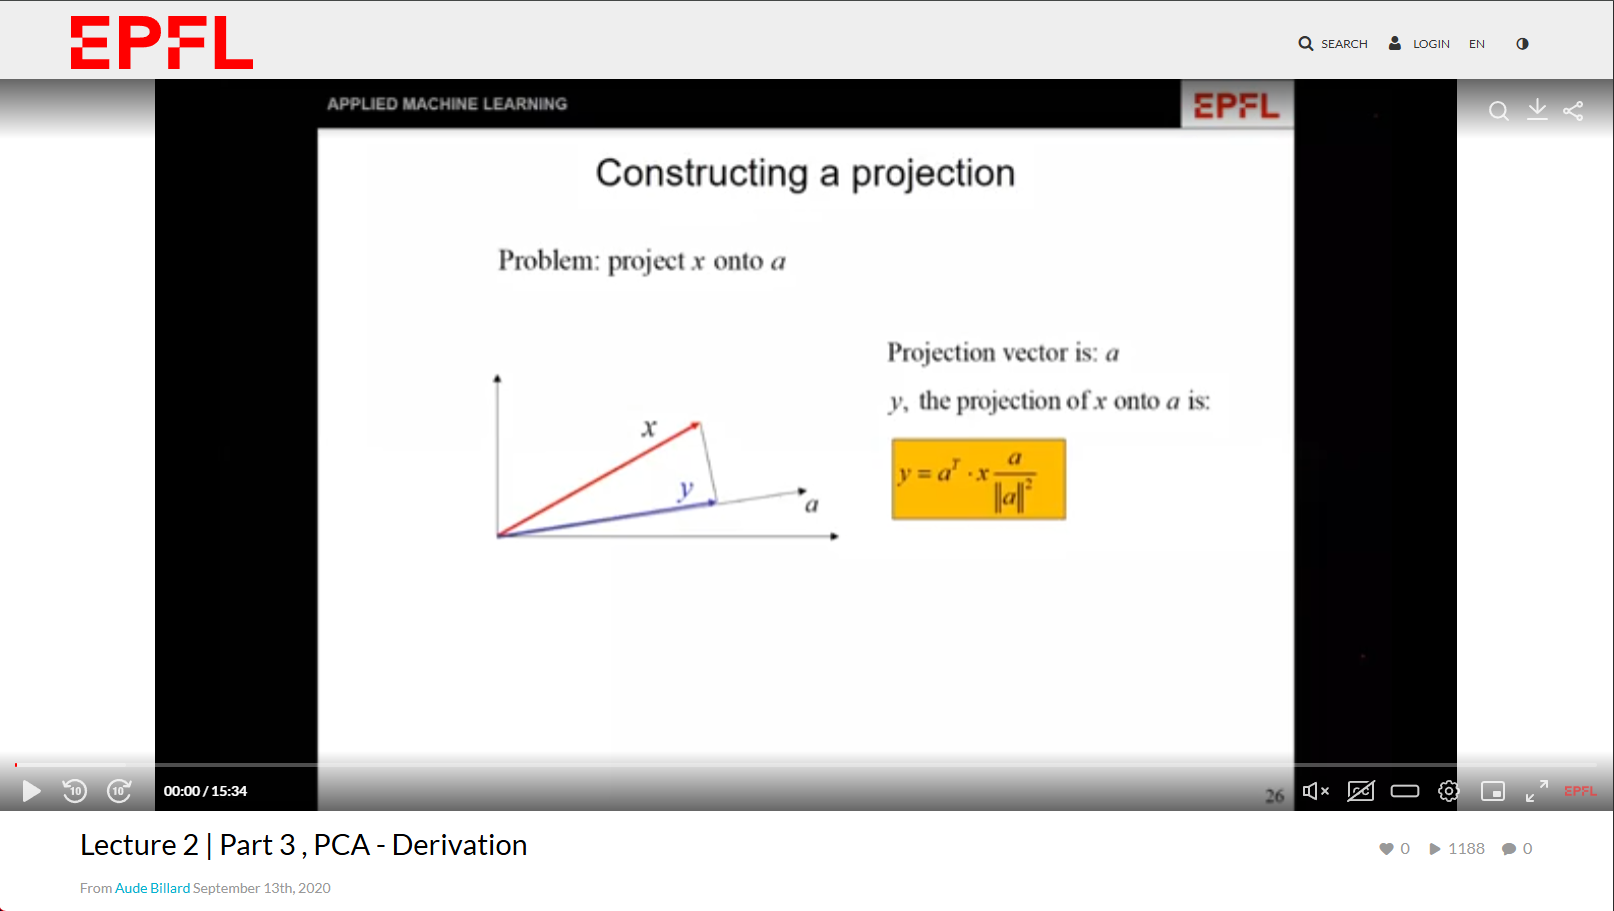 EPFL
SEARCH
LOGIN
EN
APPLIED MACHINE LEARNING
EPFL
Constructing a projection
Problem: project x onto a
Projection vector is: a
y, the projection of x onto a is:
y = a^T · x a / ||a||^2
x
y
a
26
10
10
00:00 / 15:34
CC
EPFL
Lecture 2 | Part 3 , PCA - Derivation
0
1188
0
From Aude Billard September 13th, 2020